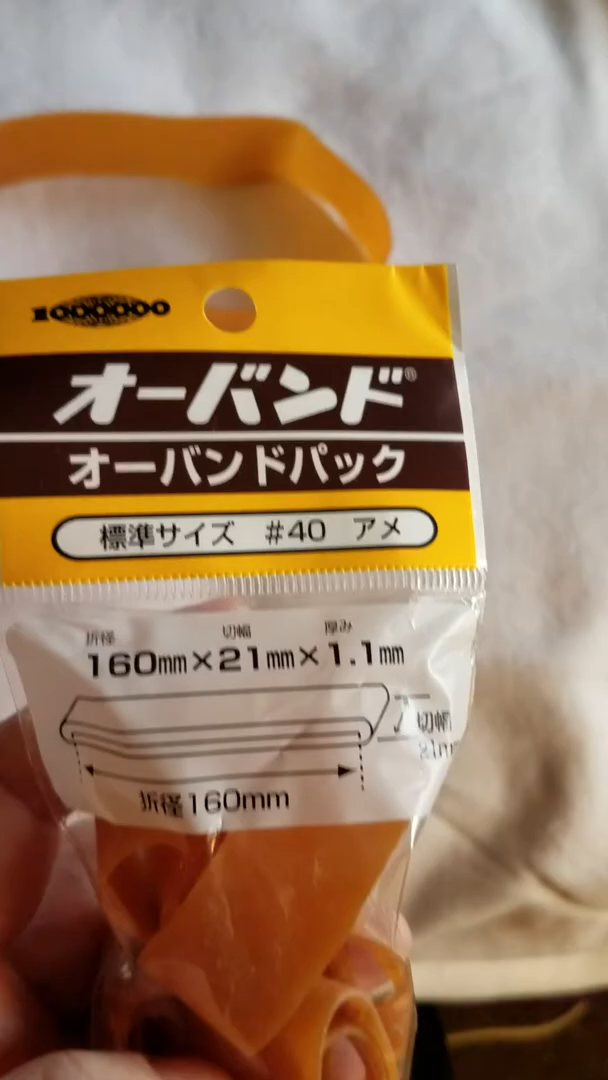 オーバンド®
オーバンドパック
標準サイズ #40 アメ
折径 切幅 厚み
160mm×21mm×1.1mm
切幅
21mm
折径160mm